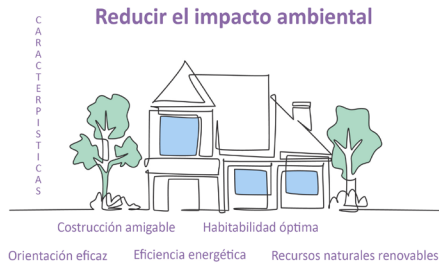 Reducir el impacto ambiental
CARACTERPISTICAS
Costrucción amigable Habitabilidad óptima
Orientación eficaz Eficiencia energética Recursos naturales renovables